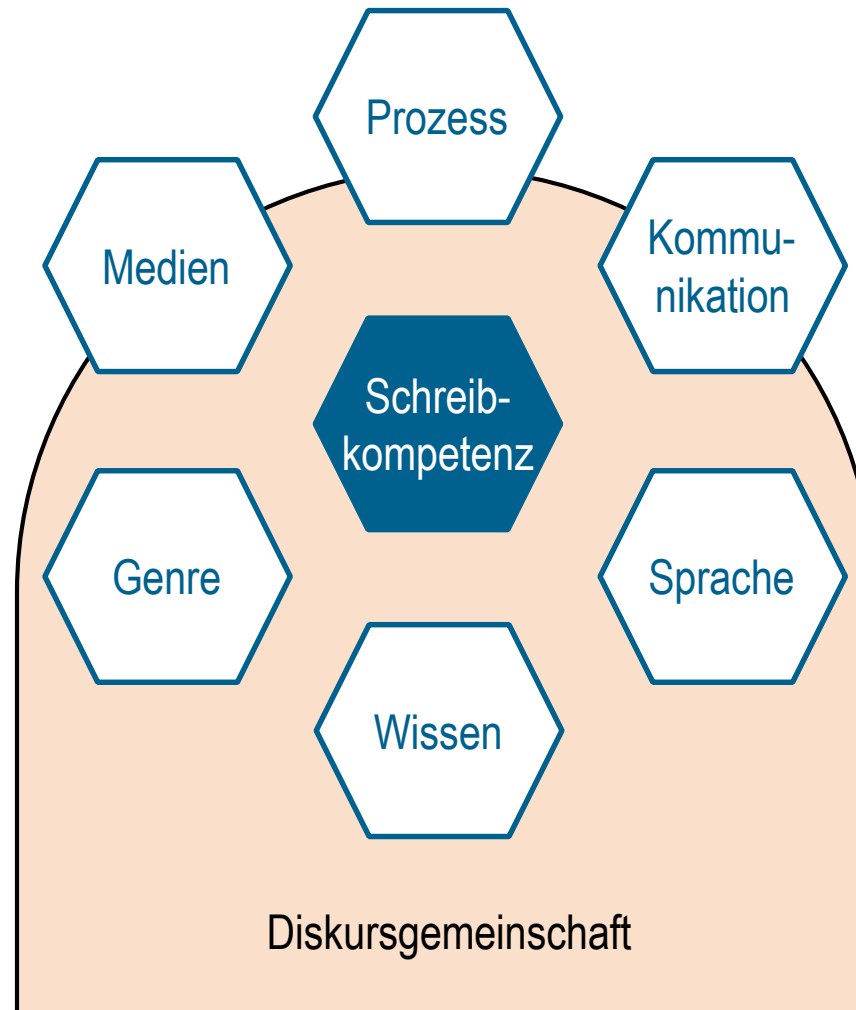 Prozess
Medien
Kommu-
nikation
Schreib-
kompetenz
Genre
Sprache
Wissen
Diskursgemeinschaft